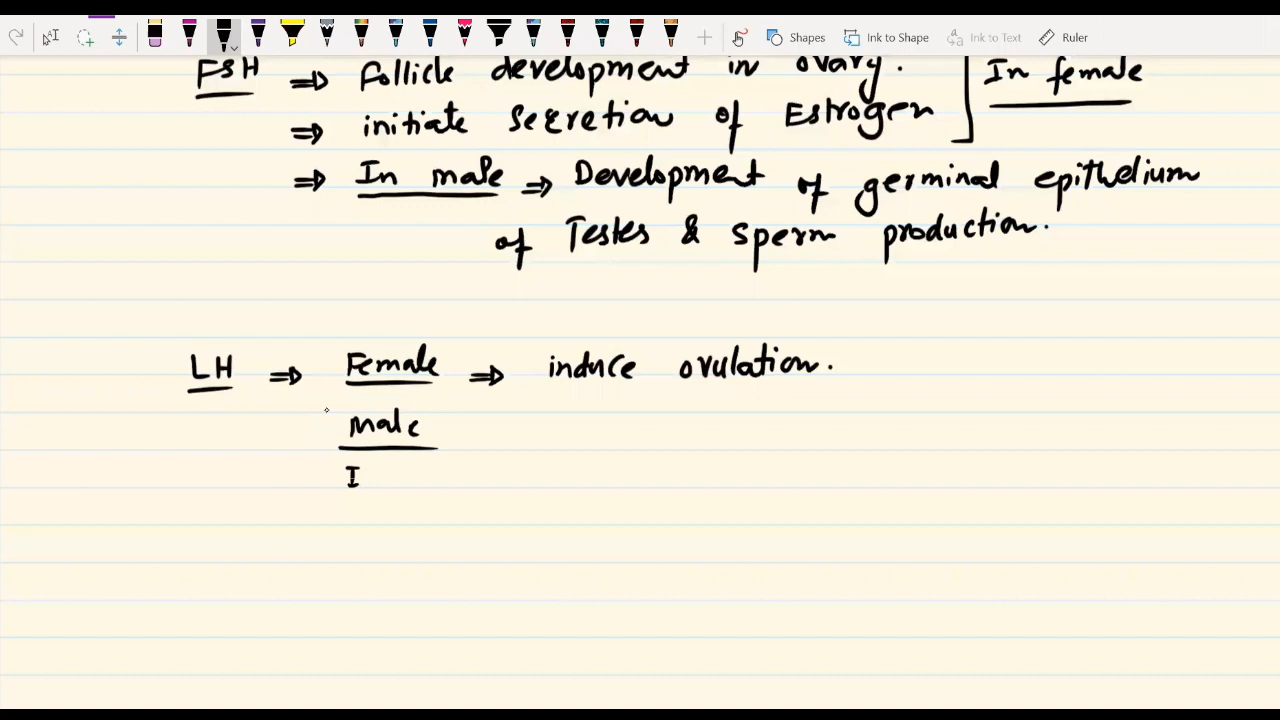 Shapes Ink to Shape Ink to Text Ruler
FSH ⇒ Follicle development in ovary. ] In female
⇒ initiate Secretion of Estrogen
⇒ In male ⇒ Development of germinal epithelium
of Testes & Sperm production.
LH ⇒ Female ⇒ induce ovulation.
male
I